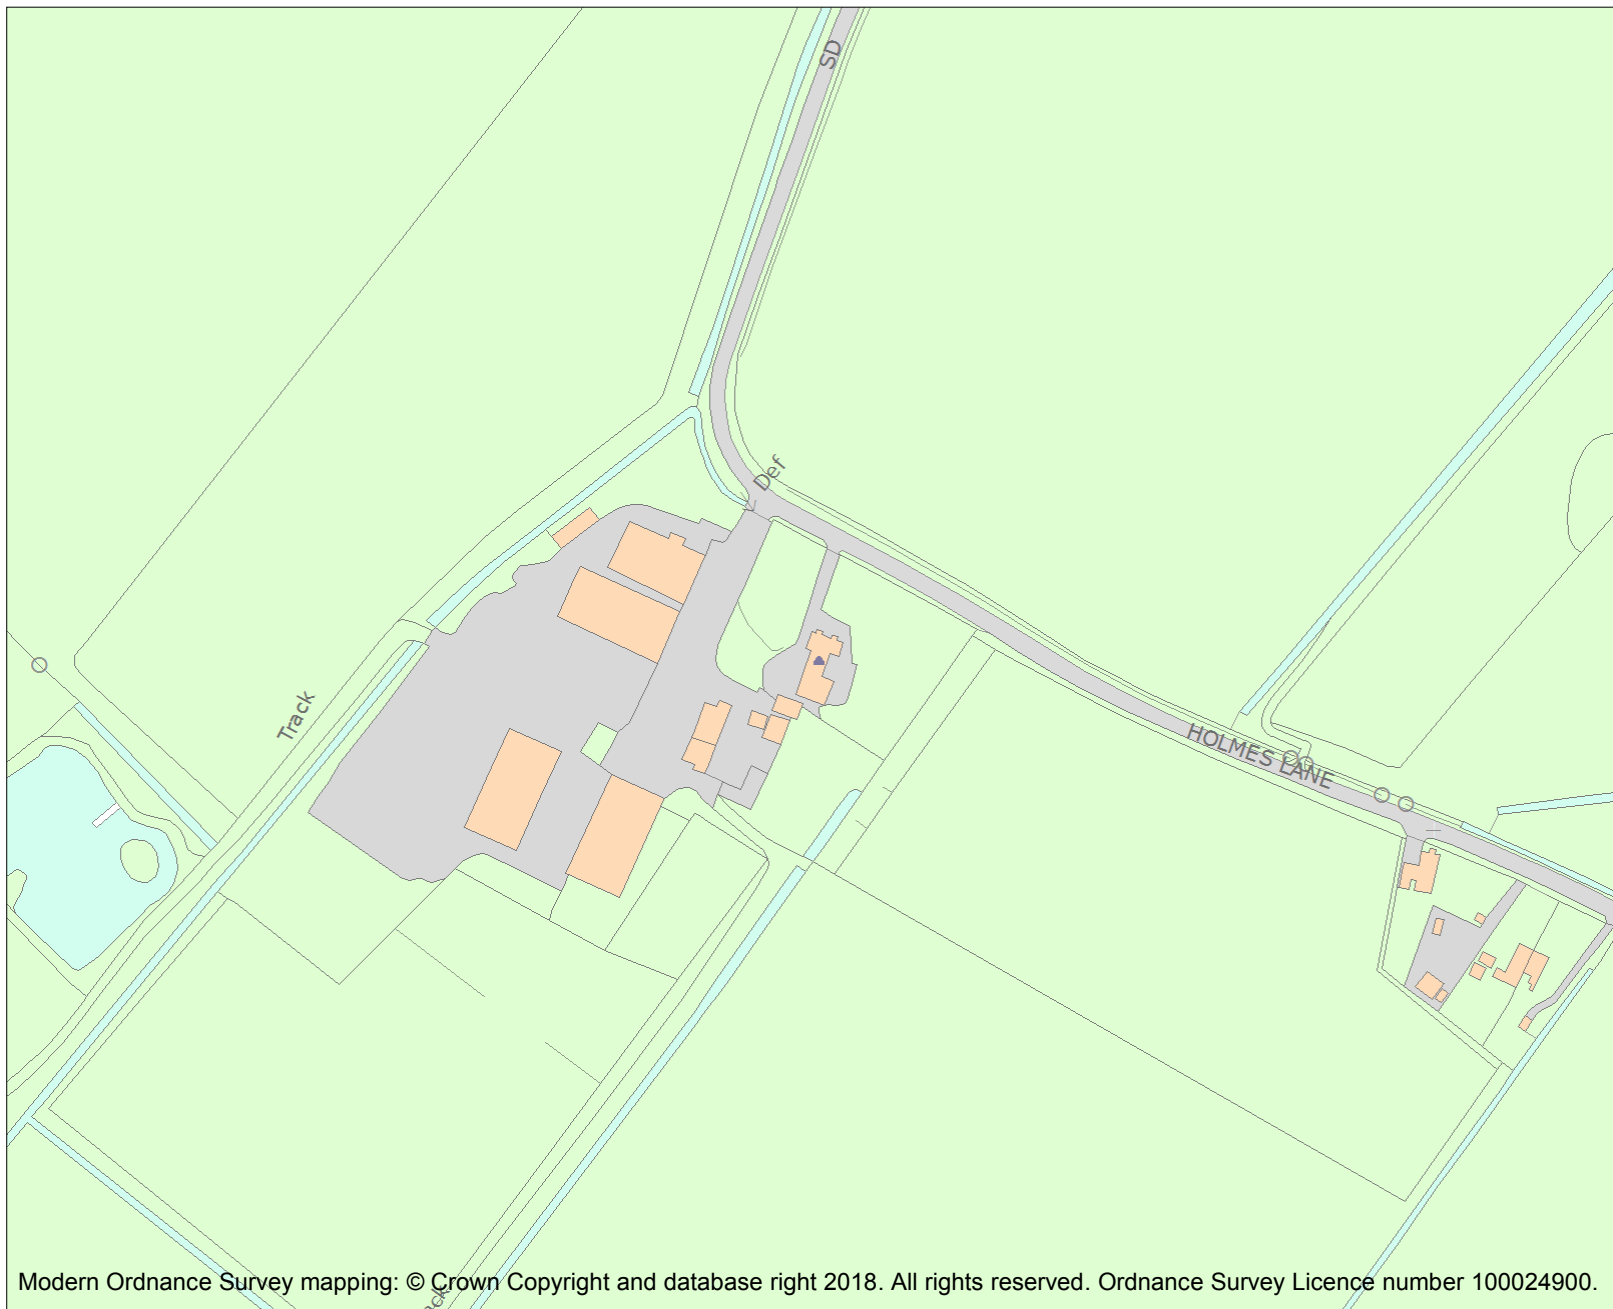 SD
Def
Track
HOLMES LANE
Modern Ordnance Survey mapping: © Crown Copyright and database right 2018. All rights reserved. Ordnance Survey Licence number 100024900.